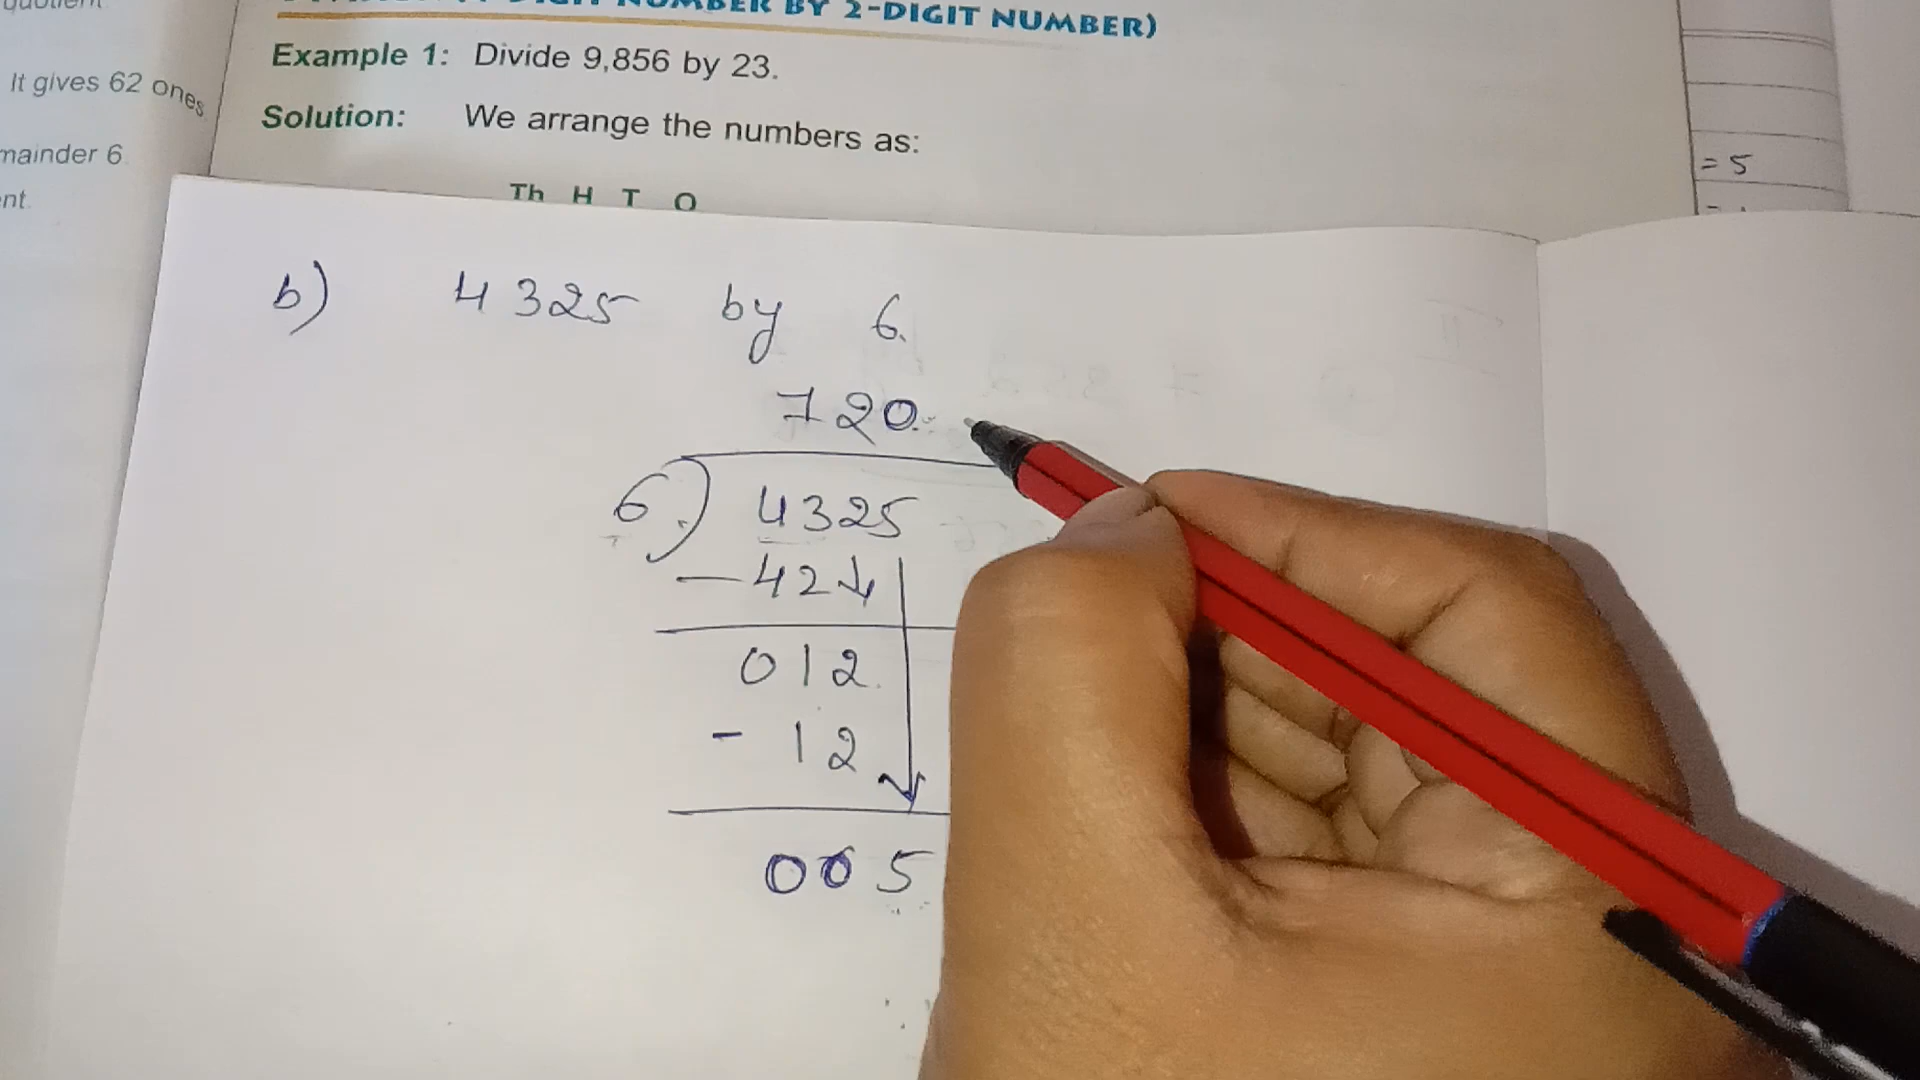 BY 2-DIGIT NUMBER)
Example 1: Divide 9,856 by 23.
Solution: We arrange the numbers as:
Th H T O
It gives 62 ones
mainder 6
nt.
= 5
b) 4325 by 6.
720.
6) 4325
- 42
012
- 12
005